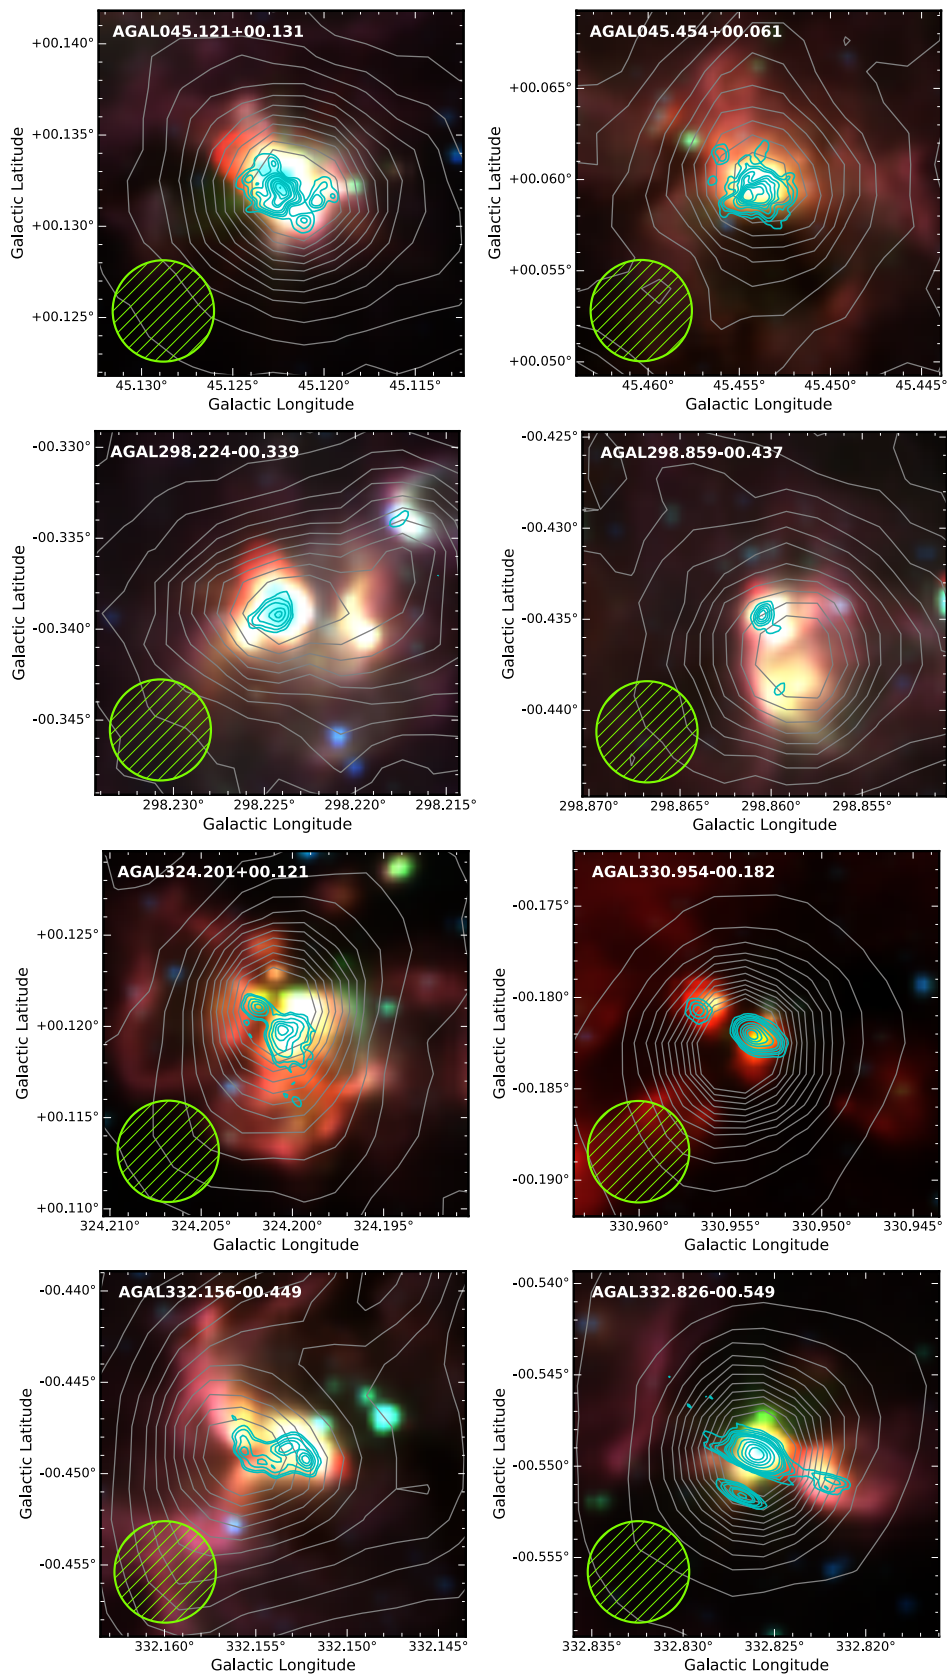 AGAL045.121+00.131
+00.140°
+00.135°
+00.130°
+00.125°
Galactic Latitude
45.130° 45.125° 45.120° 45.115°
Galactic Longitude
AGAL045.454+00.061
+00.065°
+00.060°
+00.055°
+00.050°
Galactic Latitude
45.460° 45.455° 45.450° 45.445°
Galactic Longitude
AGAL298.224-00.339
-00.330°
-00.335°
-00.340°
-00.345°
Galactic Latitude
298.230° 298.225° 298.220° 298.215°
Galactic Longitude
AGAL298.859-00.437
-00.425°
-00.430°
-00.435°
-00.440°
Galactic Latitude
298.870° 298.865° 298.860° 298.855°
Galactic Longitude
AGAL324.201+00.121
+00.125°
+00.120°
+00.115°
+00.110°
Galactic Latitude
324.210° 324.205° 324.200° 324.195°
Galactic Longitude
AGAL330.954-00.182
-00.175°
-00.180°
-00.185°
-00.190°
Galactic Latitude
330.960° 330.955° 330.950° 330.945°
Galactic Longitude
AGAL332.156-00.449
-00.440°
-00.445°
-00.450°
-00.455°
Galactic Latitude
332.160° 332.155° 332.150° 332.145°
Galactic Longitude
AGAL332.826-00.549
-00.540°
-00.545°
-00.550°
-00.555°
Galactic Latitude
332.835° 332.830° 332.825° 332.820°
Galactic Longitude